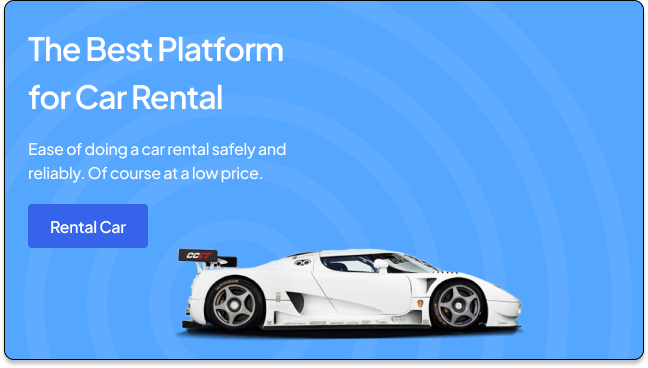 The Best Platform
for Car Rental
Ease of doing a car rental safely and
reliably. Of course at a low price.
Rental Car